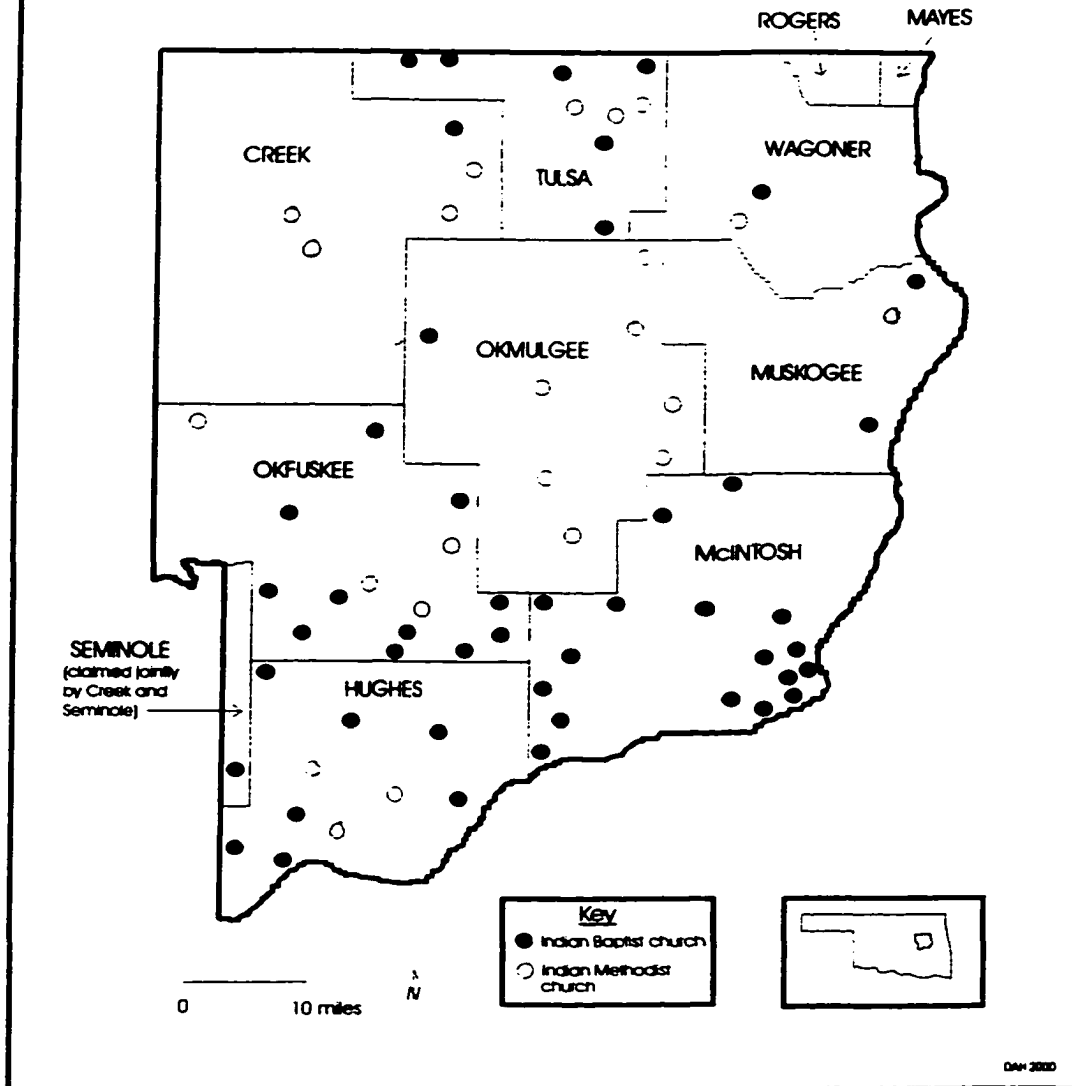 ROGERS
MAYES
CREEK
WAGONER
TULSA
OKMULGEE
MUSKOGEE
OKFUSKEE
McINTOSH
SEMINOLE
(claimed jointly
by Creek and
Seminole)
HUGHES
Key
Indian Baptist church
Indian Methodist
church
N
0 10 miles
DAH 2000